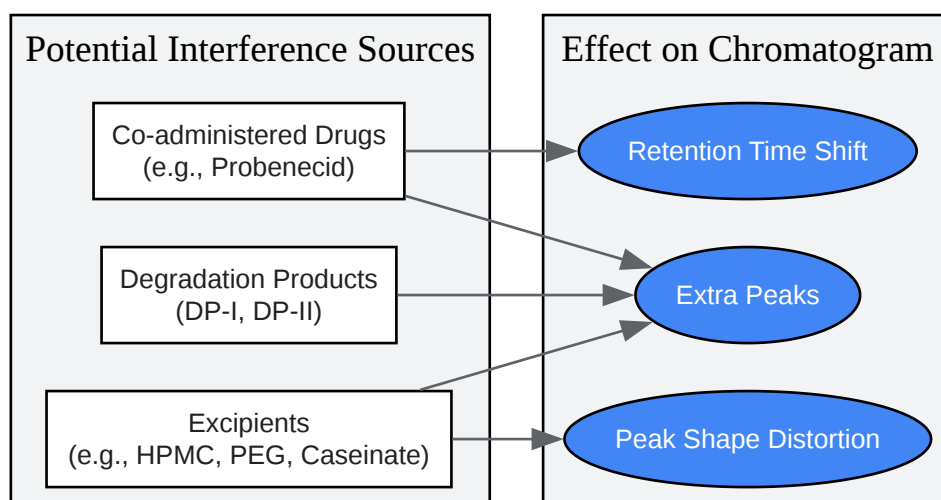 Potential Interference Sources
Co-administered Drugs
(e.g., Probenecid)
Degradation Products
(DP-I, DP-II)
Excipients
(e.g., HPMC, PEG, Caseinate)
Effect on Chromatogram
Retention Time Shift
Extra Peaks
Peak Shape Distortion